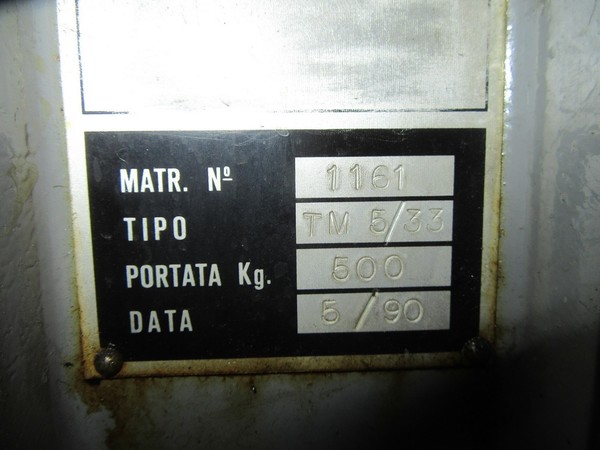 MATR. Nº 1161
TIPO TM 5/33
PORTATA Kg. 500
DATA 5/90